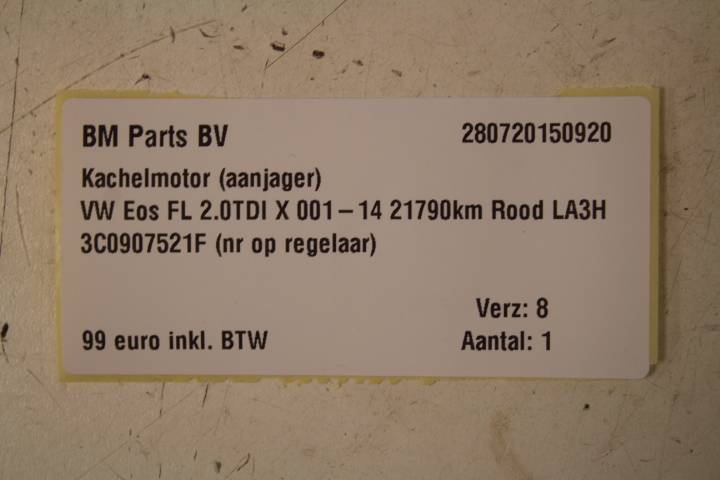 BM Parts BV 280720150920
Kachelmotor (aanjager)
VW Eos FL 2.0TDI X 001-14 21790km Rood LA3H
3C0907521F (nr op regelaar)
Verz: 8
99 euro inkl. BTW Aantal: 1